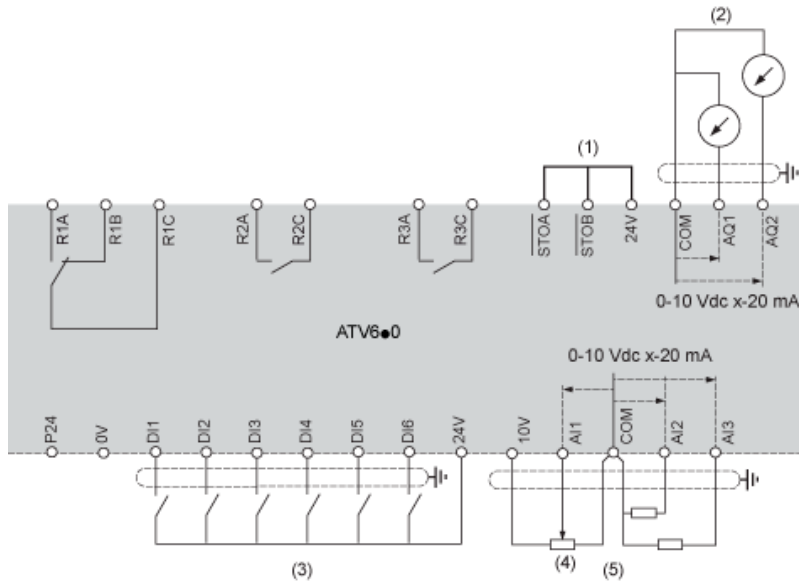 (2)
(1)
R1A
R1B
R1C
R2A
R2C
R3A
R3C
STOA
STOB
24V
COM
AQ1
AQ2
0-10 Vdc x-20 mA
ATV6●0
0-10 Vdc x-20 mA
P24
0V
DI1
DI2
DI3
DI4
DI5
DI6
24V
10V
AI1
COM
AI2
AI3
(3)
(4)
(5)